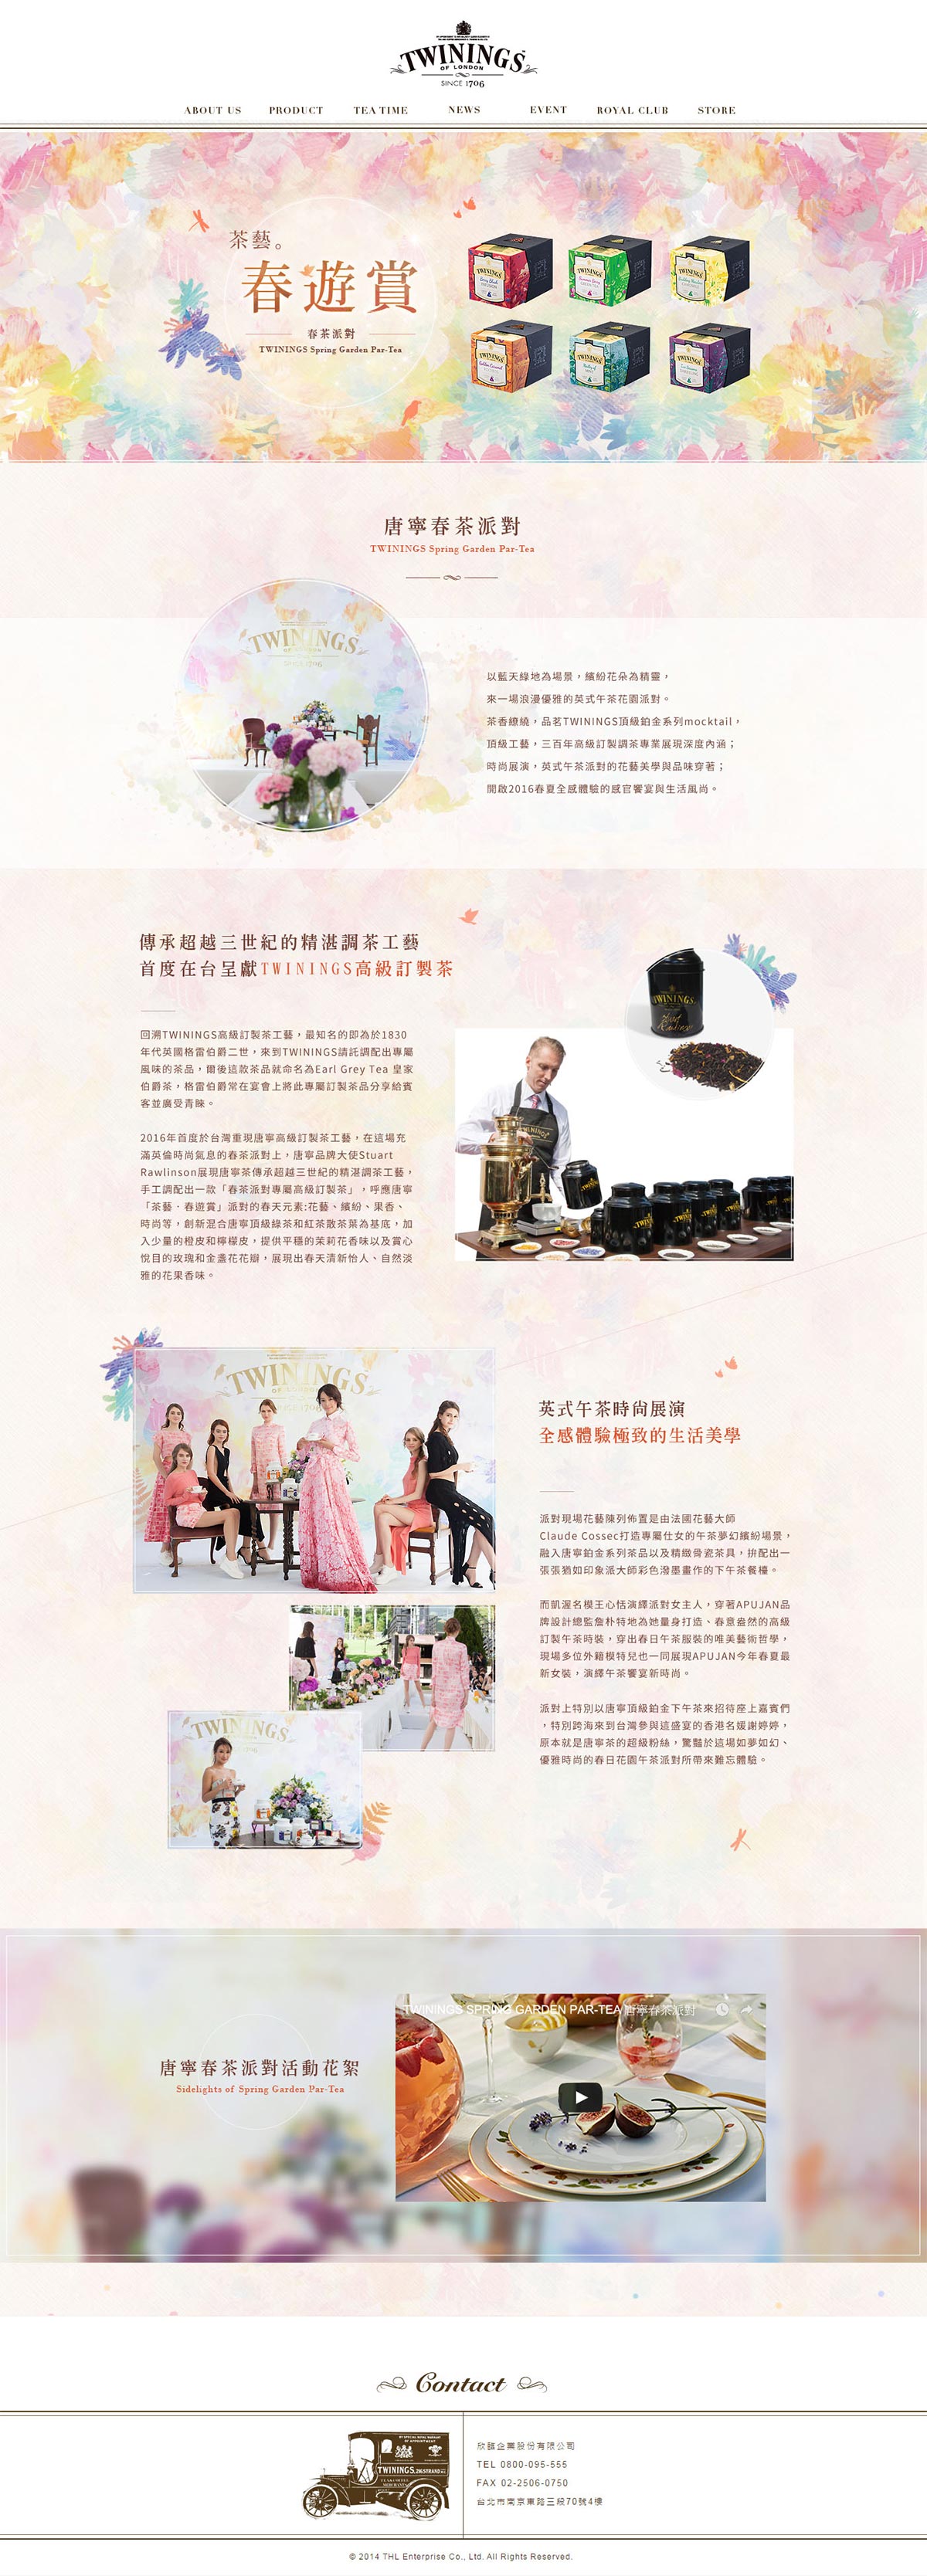 TWININGS
OF LONDON
SINCE 1706
ABOUT US PRODUCT TEA TIME NEWS EVENT ROYAL CLUB STORE
茶藝。
春遊賞
春茶派對
TWININGS Spring Garden Par-Tea
TWININGS TWININGS TWININGS
TWININGS TWININGS TWININGS
唐寧春茶派對
TWININGS Spring Garden Par-Tea
TWININGS
OF LONDON
SINCE 1706
以藍天綠地為場景，繽紛花朵為精靈，
來一場浪漫優雅的英式午茶花園派對。
茶香繚繞，品茗TWININGS頂級鉑金系列mocktail，
頂級工藝，三百年高級訂製調茶專業展現深度內涵；
時尚展演，英式午茶派對的花藝美學與品味穿著；
開啟2016春夏全感體驗的感官饗宴與生活風尚。
傳承超越三世紀的精湛調茶工藝
首度在台呈獻TWININGS高級訂製茶
回溯TWININGS高級訂製茶工藝，最知名的即為於1830
年代英國格雷伯爵二世，來到TWININGS請託調配出專屬
風味的茶品，爾後這款茶品就命名為Earl Grey Tea 皇家
伯爵茶，格雷伯爵常在宴會上將此專屬訂製茶品分享給賓
客並廣受青睞。
2016年首度於台灣重現唐寧高級訂製茶工藝，在這場充
滿英倫時尚氣息的春茶派對上，唐寧品牌大使Stuart
Rawlinson展現唐寧茶傳承超越三世紀的精湛調茶工藝，
手工調配出一款「春茶派對專屬高級訂製茶」，呼應唐寧
「茶藝．春遊賞」派對的春天元素:花藝、繽紛、果香、
時尚等，創新混合唐寧頂級綠茶和紅茶散茶葉為基底，加
入少量的橙皮和檸檬皮，提供平穩的茉莉花香味以及賞心
悅目的玫瑰和金盞花花瓣，展現出春天清新怡人、自然淡
雅的花果香味。
TWININGS
TWININGS
英式午茶時尚展演
全感體驗極致的生活美學
派對現場花藝陳列佈置是由法國花藝大師
Claude Cossec打造專屬仕女的午茶夢幻繽紛場景，
融入唐寧鉑金系列茶品以及精緻骨瓷茶具，拼配出一
張張猶如印象派大師彩色潑墨畫作的下午茶餐檯。
而凱渥名模王心恬演繹派對女主人，穿著APUJAN品
牌設計總監詹朴特地為她量身打造、春意盎然的高級
訂製午茶時裝，穿出春日午茶服裝的唯美藝術哲學，
現場多位外籍模特兒也一同展現APUJAN今年春夏最
新女裝，演繹午茶饗宴新時尚。
派對上特別以唐寧頂級鉑金下午茶來招待座上嘉賓們
，特別跨海來到台灣參與這盛宴的香港名媛謝婷婷，
原本就是唐寧茶的超級粉絲，驚豔於這場如夢如幻、
優雅時尚的春日花園午茶派對所帶來難忘體驗。
TWININGS
唐寧春茶派對活動花絮
Sidelights of Spring Garden Par-Tea
TWININGS SPRING GARDEN PAR-TEA 唐寧春茶派對
Contact
TWININGS, 216 STRAND
欣臨企業股份有限公司
TEL 0800-095-555
FAX 02-2506-0750
台北市南京東路三段70號4樓
© 2014 THL Enterprise Co., Ltd. All Rights Reserved.